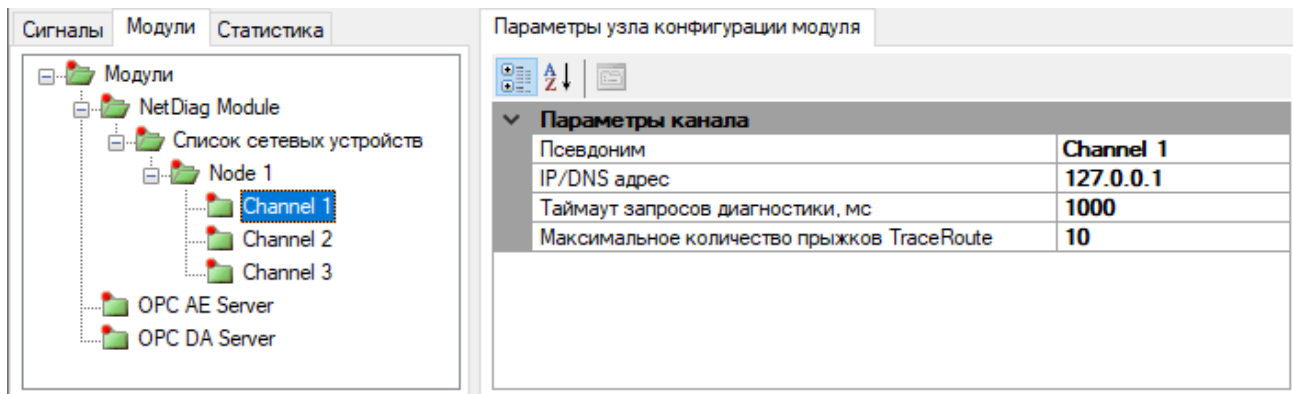 Сигналы Модули Статистика
Модули
NetDiag Module
Список сетевых устройств
Node 1
Channel 1
Channel 2
Channel 3
OPC AE Server
OPC DA Server
Параметры узла конфигурации модуля
A
Z
Параметры канала
Псевдоним Channel 1
IP/DNS адрес 127.0.0.1
Таймаут запросов диагностики, мс 1000
Максимальное количество прыжков TraceRoute 10